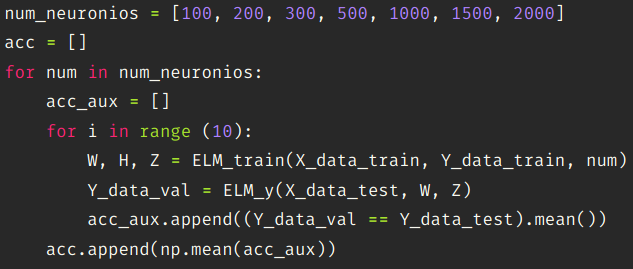 num_neuronios = [100, 200, 300, 500, 1000, 1500, 2000]
acc = []
for num in num_neuronios:
    acc_aux = []
    for i in range (10):
        W, H, Z = ELM_train(X_data_train, Y_data_train, num)
        Y_data_val = ELM_y(X_data_test, W, Z)
        acc_aux.append((Y_data_val == Y_data_test).mean())
    acc.append(np.mean(acc_aux))